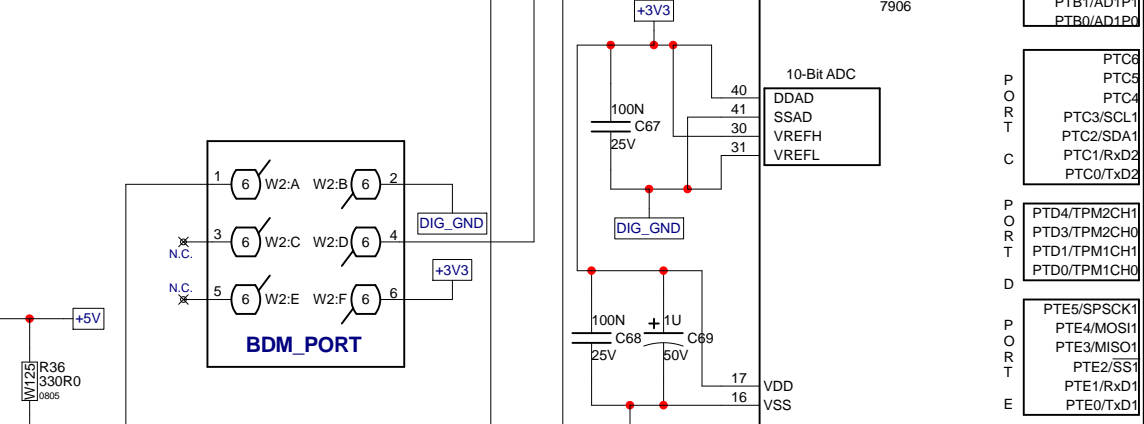 +3V3
7906
PTB1/AD1P1
PTB0/AD1P0
10-Bit ADC
40
DDAD
41
SSAD
30
VREFH
31
VREFL
100N
C67
25V
DIG_GND
PORT C
PTC6
PTC5
PTC4
PTC3/SCL1
PTC2/SDA1
PTC1/RxD2
PTC0/TxD2
PORT D
PTD4/TPM2CH1
PTD3/TPM2CH0
PTD1/TPM1CH1
PTD0/TPM1CH0
PORT E
PTE5/SPSCK1
PTE4/MOSI1
PTE3/MISO1
PTE2/SS1
PTE1/RxD1
PTE0/TxD1
1 6 W2:A W2:B 6 2
DIG_GND
3 6 W2:C W2:D 6 4
N.C.
+3V3
N.C.
5 6 W2:E W2:F 6 6
BDM_PORT
+5V
W125
R36
330R0
0805
100N
C68
25V
+
1U
C69
50V
17
VDD
16
VSS